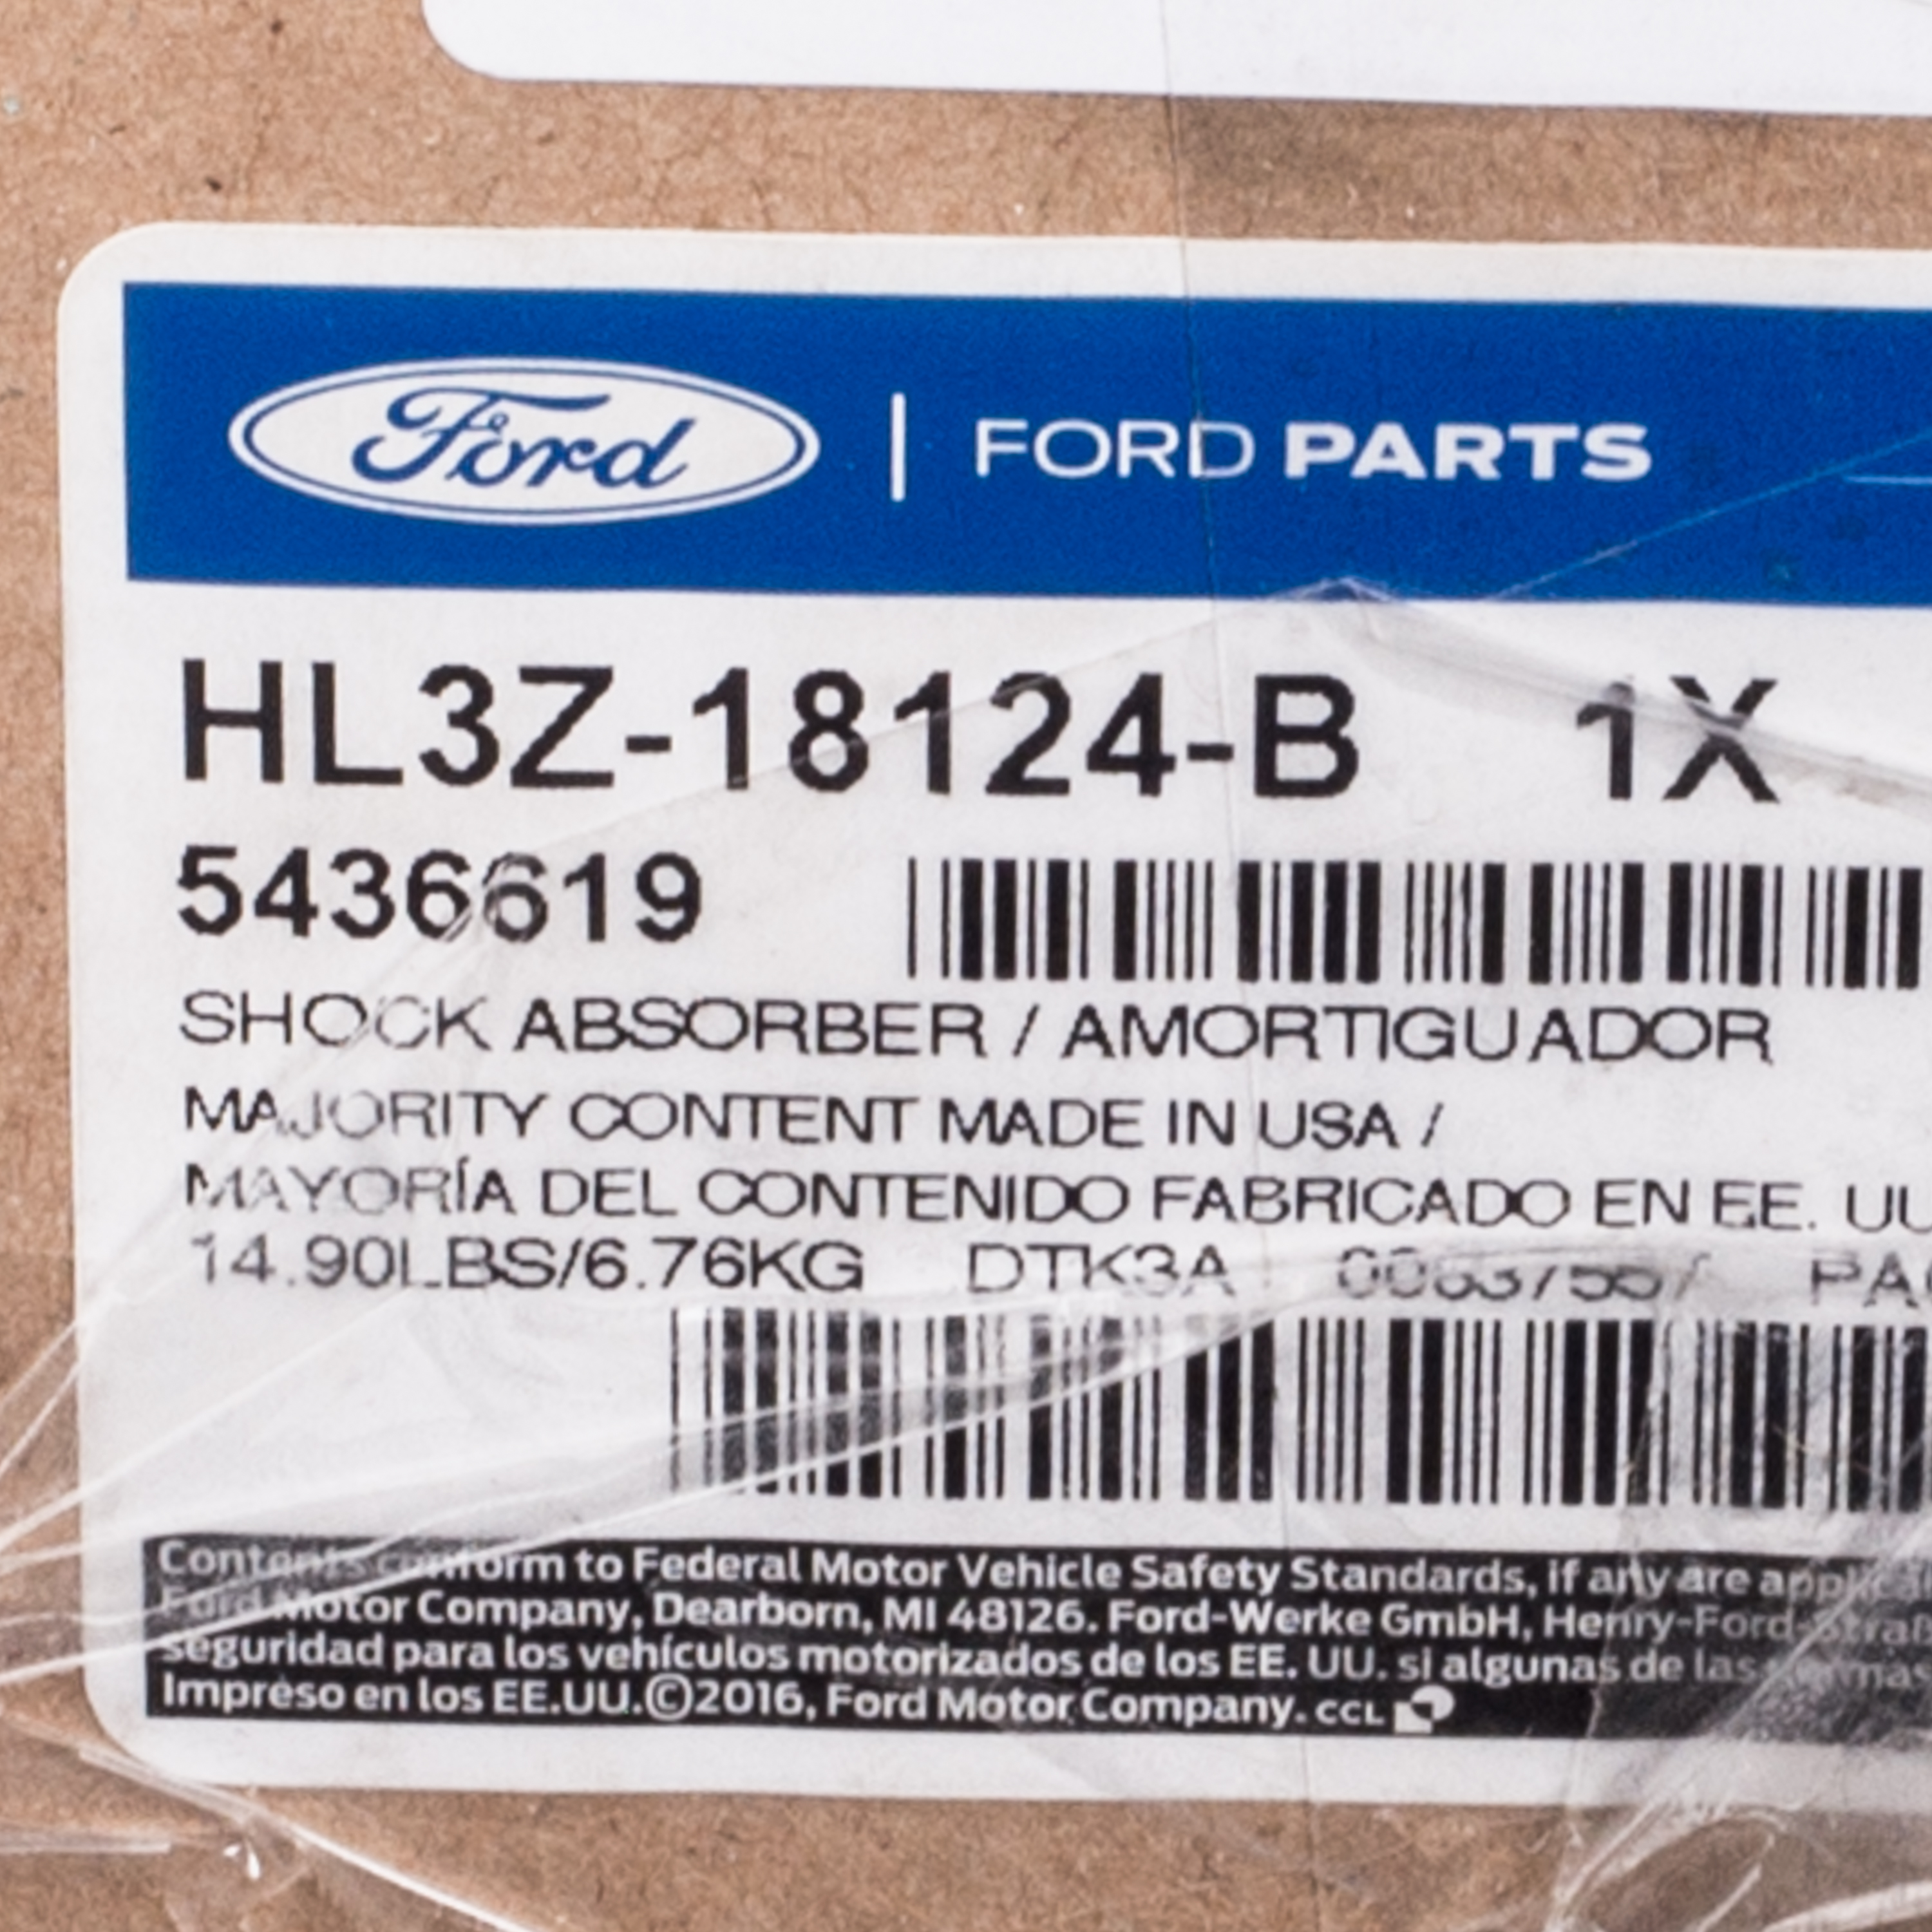 Ford | FORD PARTS
HL3Z-18124-B 1X
5436619
SHOCK ABSORBER / AMORTIGUADOR
MAJORITY CONTENT MADE IN USA /
MAYORÍA DEL CONTENIDO FABRICADO EN EE. UU
14.90LBS/6.76KG DTK3A
Contents conform to Federal Motor Vehicle Safety Standards, if any are
Ford Motor Company, Dearborn, MI 48126. Ford-Werke GmbH, Henry-Ford-
seguridad para los vehículos motorizados de los EE. UU. si algunas de las
Impreso en los EE.UU.©2016, Ford Motor Company. CCL